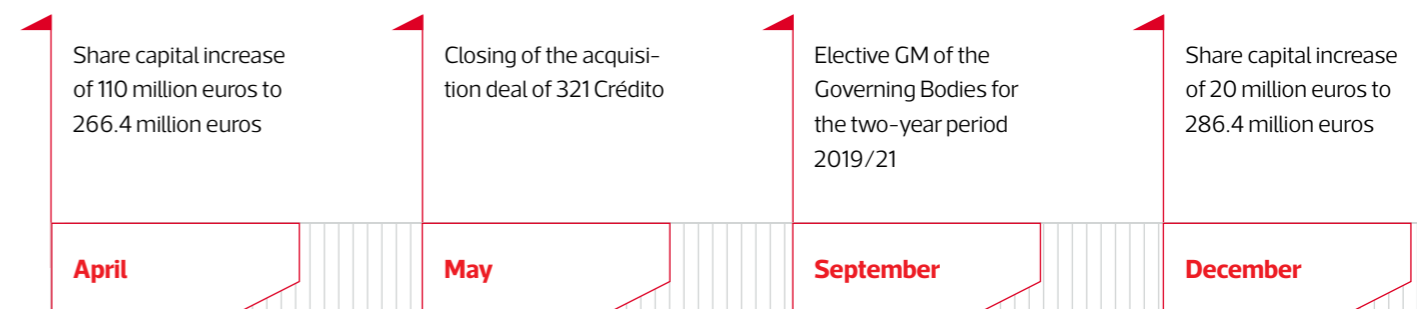 Share capital increase
of 110 million euros to
266.4 million euros
Closing of the acquisi-
tion deal of 321 Crédito
Elective GM of the
Governing Bodies for
the two-year period
2019/21
Share capital increase
of 20 million euros to
286.4 million euros
April
May
September
December